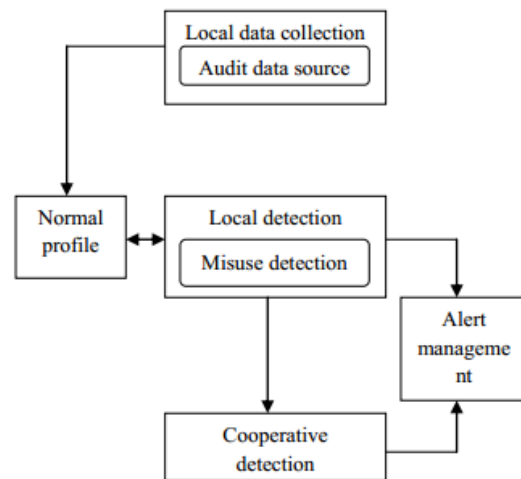 Local data collection
Audit data source
Normal
profile
Local detection
Misuse detection
Alert
manageme
nt
Cooperative
detection